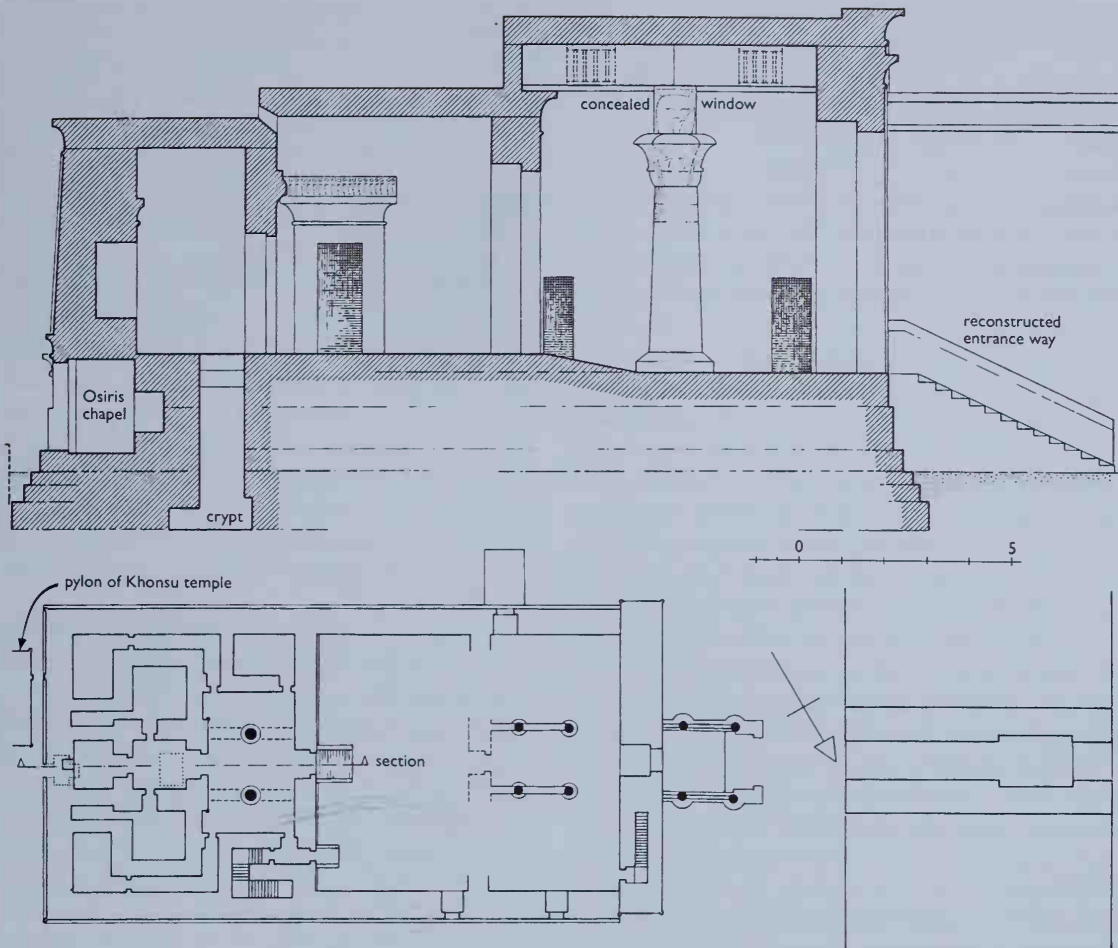 concealed window
reconstructed
entrance way
Osiris
chapel
crypt
0 5
pylon of Khonsu temple
section